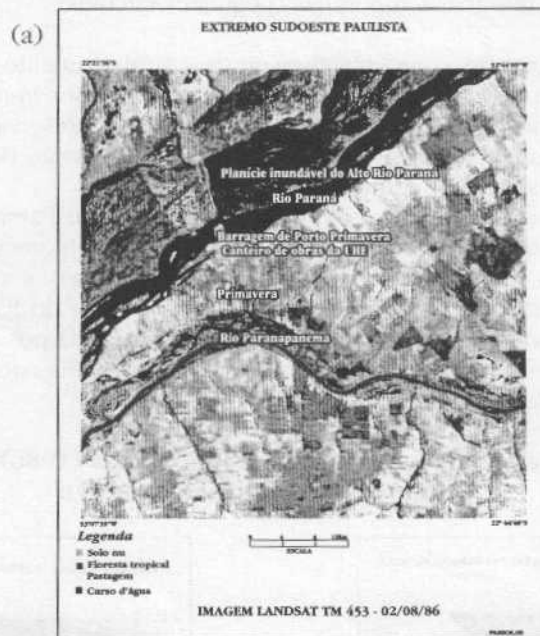 (a)
EXTREMO SUDOESTE PAULISTA
Planície inundável do Alto Rio Paraná
Rio Paraná
Barragem de Porto Primavera
Canteiro de obras da UHE
Primavera
Rio Paranapanema
Legenda
Solo nu
Floresta tropical
Pastagem
Curso d'água
ESCALA
IMAGEM LANDSAT TM 453 - 02/08/86